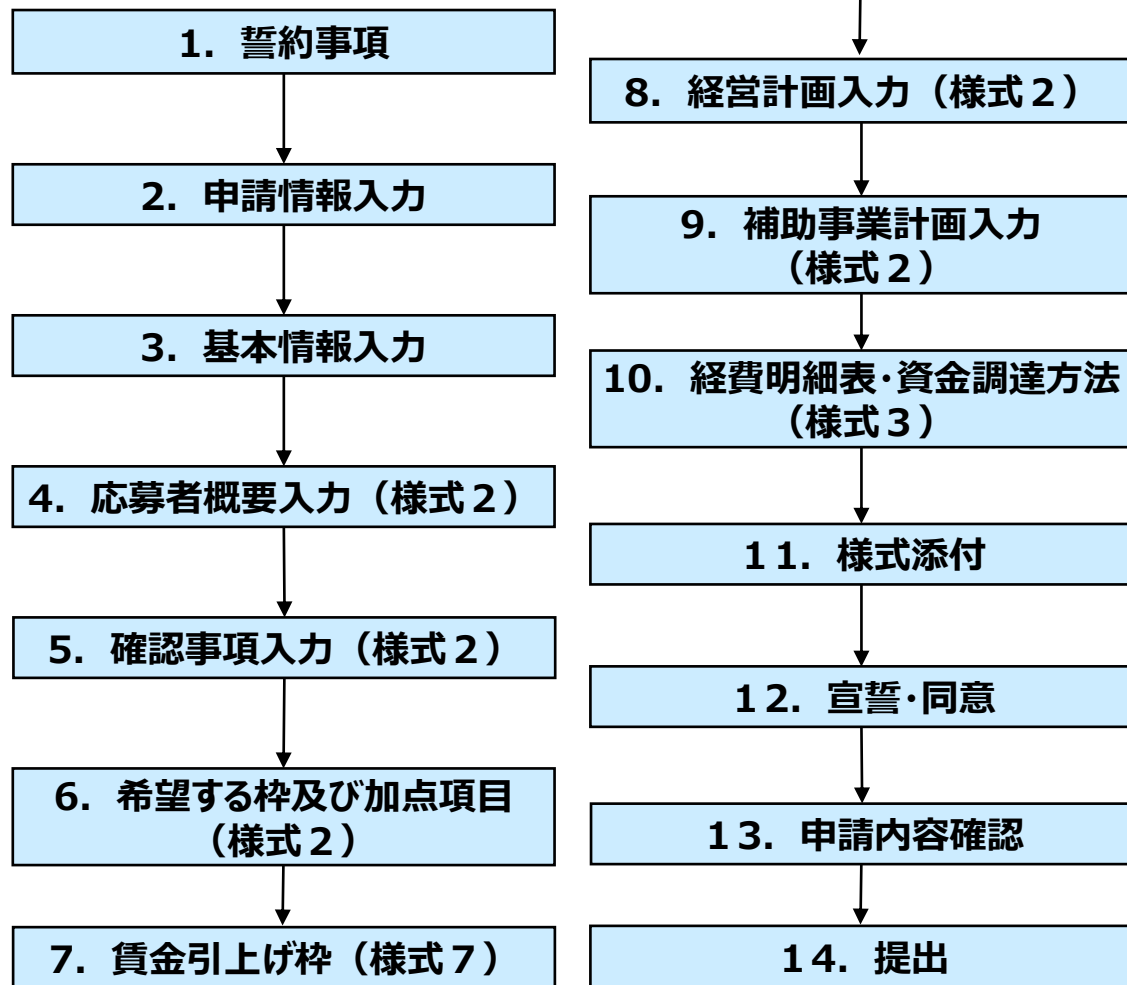 1．誓約事項
2．申請情報入力
3．基本情報入力
4．応募者概要入力（様式２）
5．確認事項入力（様式２）
6．希望する枠及び加点項目
（様式２）
7．賃金引上げ枠（様式７）
8．経営計画入力（様式２）
9．補助事業計画入力
（様式２）
10．経費明細表･資金調達方法
（様式３）
１1．様式添付
１2．宣誓･同意
１3．申請内容確認
１4．提出